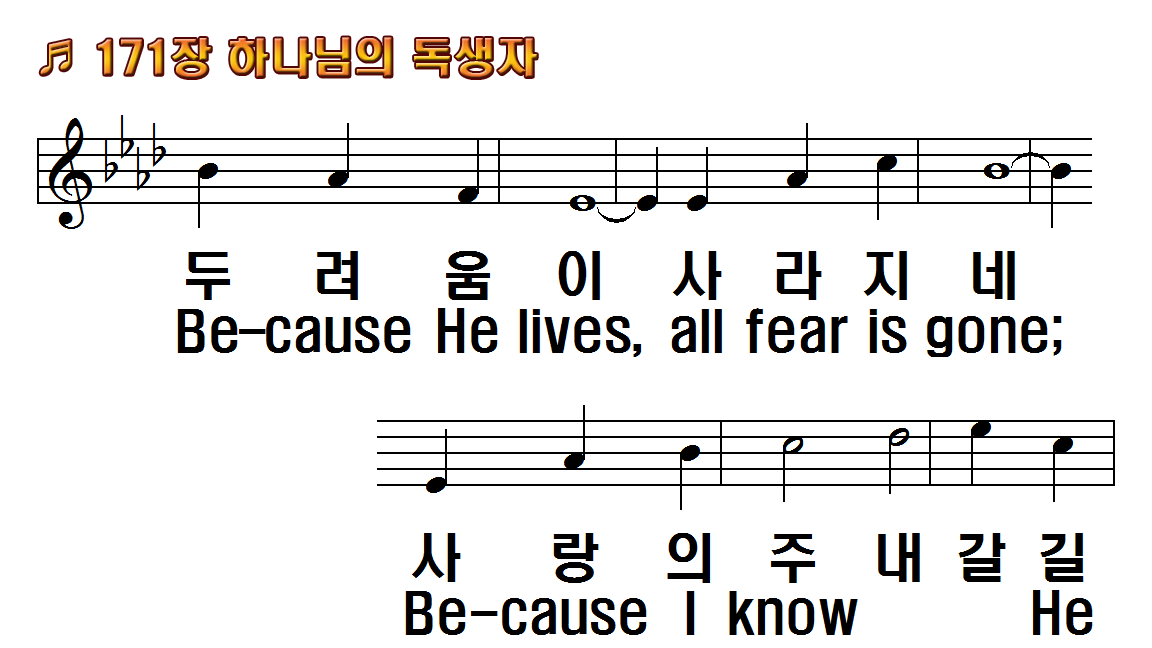 ♬ 171장 하나님의 독생자
두 려 움 이 사 라 지 네
Be-cause He lives, all fear is gone;
사 랑 의 주 내 갈 길
Be-cause I know He